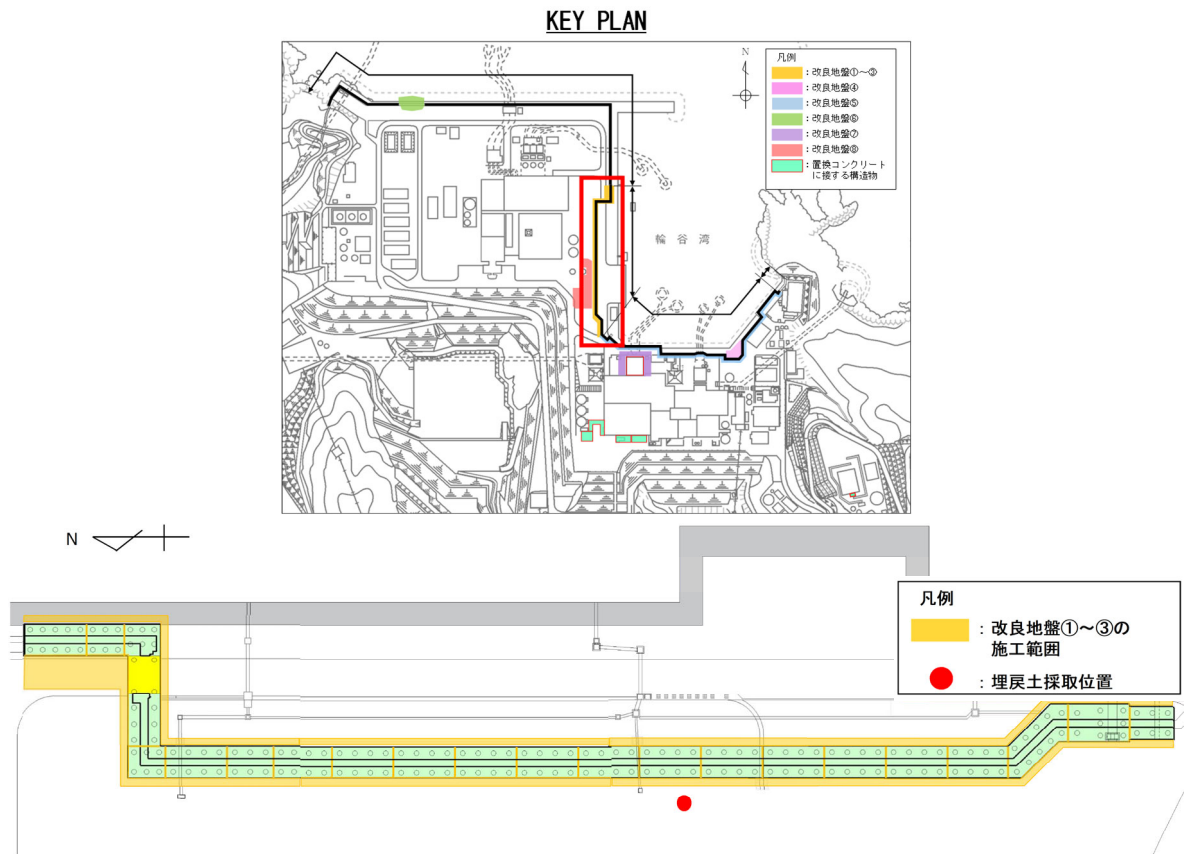 KEY PLAN
N
凡例
：改良地盤①～③
：改良地盤④
：改良地盤⑤
：改良地盤⑥
：改良地盤⑦
：改良地盤⑧
：置換コンクリート
に接する構造物
輪谷湾
N
凡例
：改良地盤①～③の
施工範囲
：埋戻土採取位置